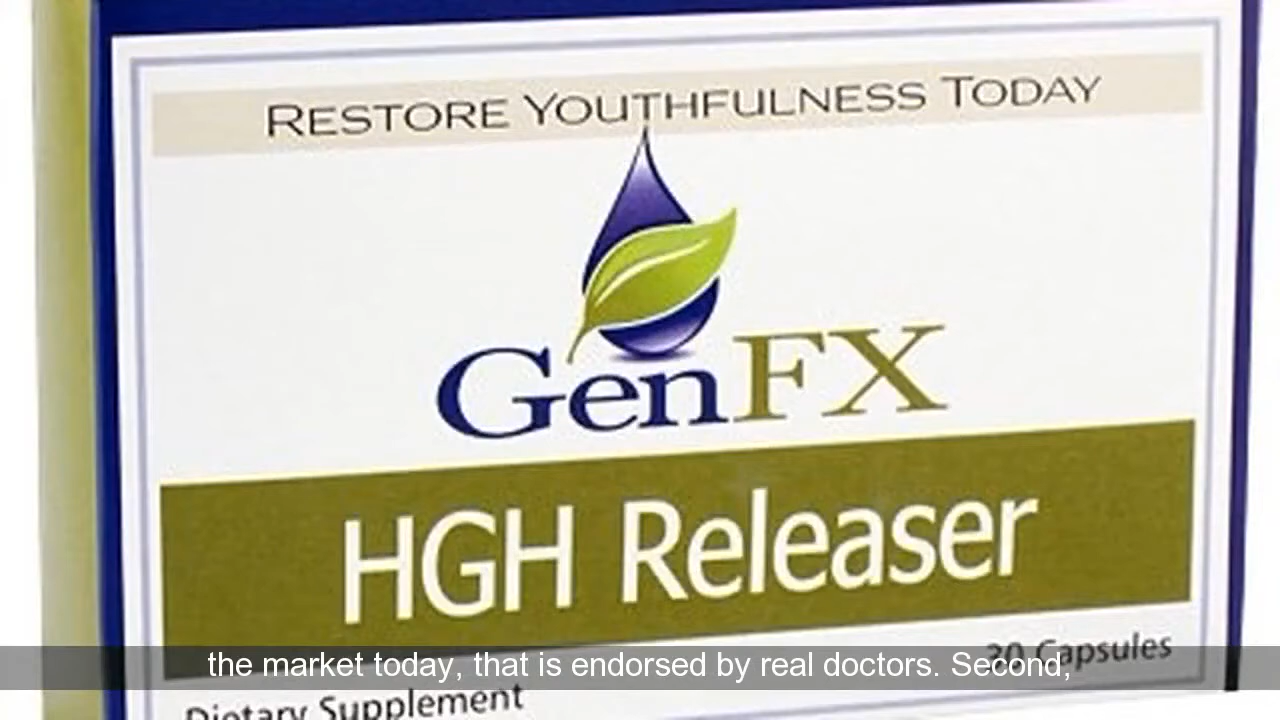 RESTORE YOUTHFULNESS TODAY
GenFX
HGH Releaser
30 Capsules
the market today, that is endorsed by real doctors. Second,
Dietary Supplement